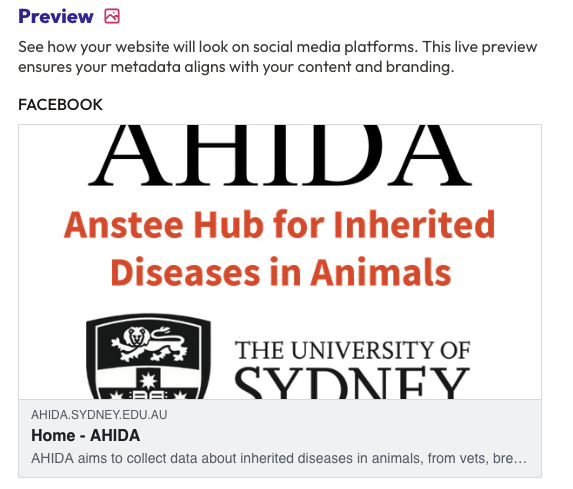 Preview
See how your website will look on social media platforms. This live preview
ensures your metadata aligns with your content and branding.
FACEBOOK
AHIDA
Anstee Hub for Inherited
Diseases in Animals
THE UNIVERSITY OF
SYDNEY
AHIDA.SYDNEY.EDU.AU
Home - AHIDA
AHIDA aims to collect data about inherited diseases in animals, from vets, bre...